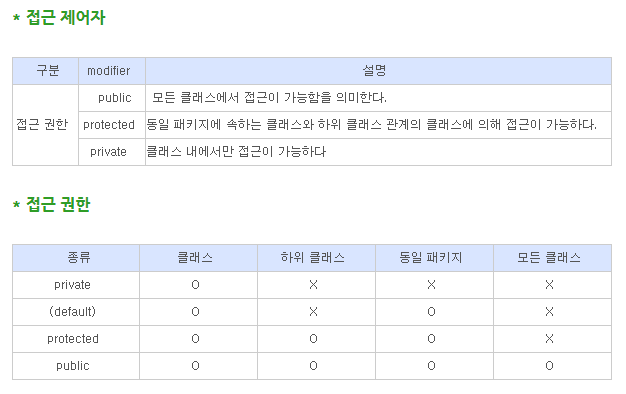 * 접근 제어자
구분 modifier 설명
접근 권한
public 모든 클래스에서 접근이 가능함을 의미한다.
protected 동일 패키지에 속하는 클래스와 하위 클래스 관계의 클래스에 의해 접근이 가능하다.
private 클래스 내에서만 접근이 가능하다
* 접근 권한
종류 클래스 하위 클래스 동일 패키지 모든 클래스
private O X X X
(default) O X O X
protected O O O X
public O O O O